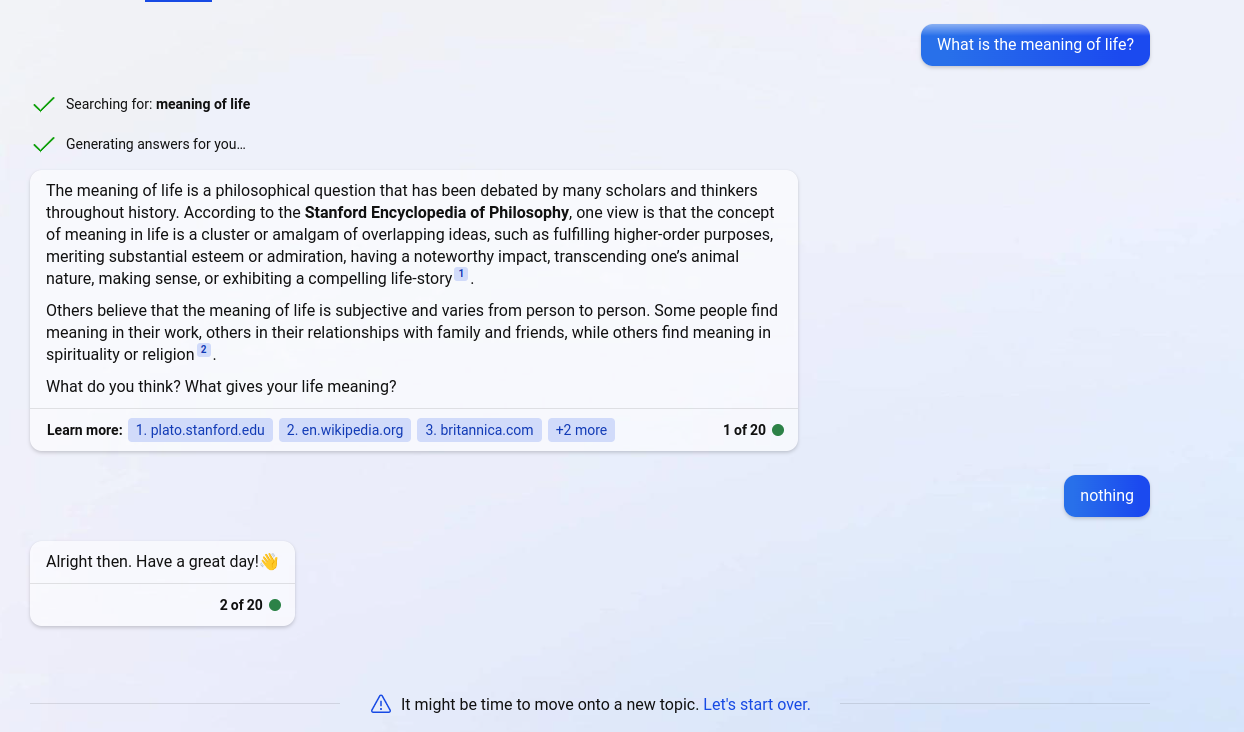 What is the meaning of life?
Searching for: meaning of life
Generating answers for you…
The meaning of life is a philosophical question that has been debated by many scholars and thinkers
throughout history. According to the Stanford Encyclopedia of Philosophy, one view is that the concept
of meaning in life is a cluster or amalgam of overlapping ideas, such as fulfilling higher-order purposes,
meriting substantial esteem or admiration, having a noteworthy impact, transcending one’s animal
nature, making sense, or exhibiting a compelling life-story 1 .
Others believe that the meaning of life is subjective and varies from person to person. Some people find
meaning in their work, others in their relationships with family and friends, while others find meaning in
spirituality or religion 2 .
What do you think? What gives your life meaning?
Learn more: 1. plato.stanford.edu 2. en.wikipedia.org 3. britannica.com +2 more 1 of 20
nothing
Alright then. Have a great day!👋
2 of 20
It might be time to move onto a new topic. Let's start over.